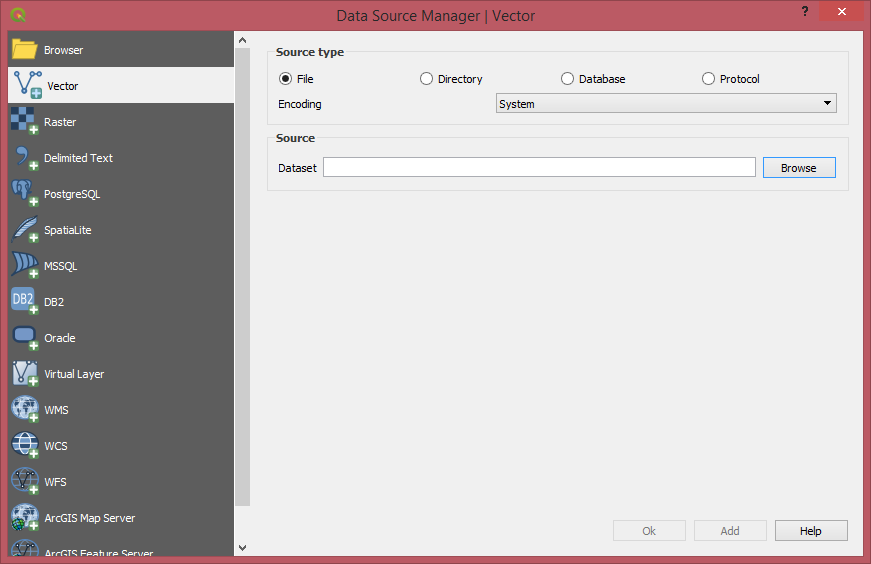 Data Source Manager | Vector
?
Browser
Vector
Raster
Delimited Text
PostgreSQL
SpatiaLite
MSSQL
DB2 DB2
Oracle
Virtual Layer
WMS
WCS
WFS
ArcGIS Map Server
ArcGIS Feature Server
Source type
File Directory Database Protocol
Encoding System
Source
Dataset Browse
Ok Add Help